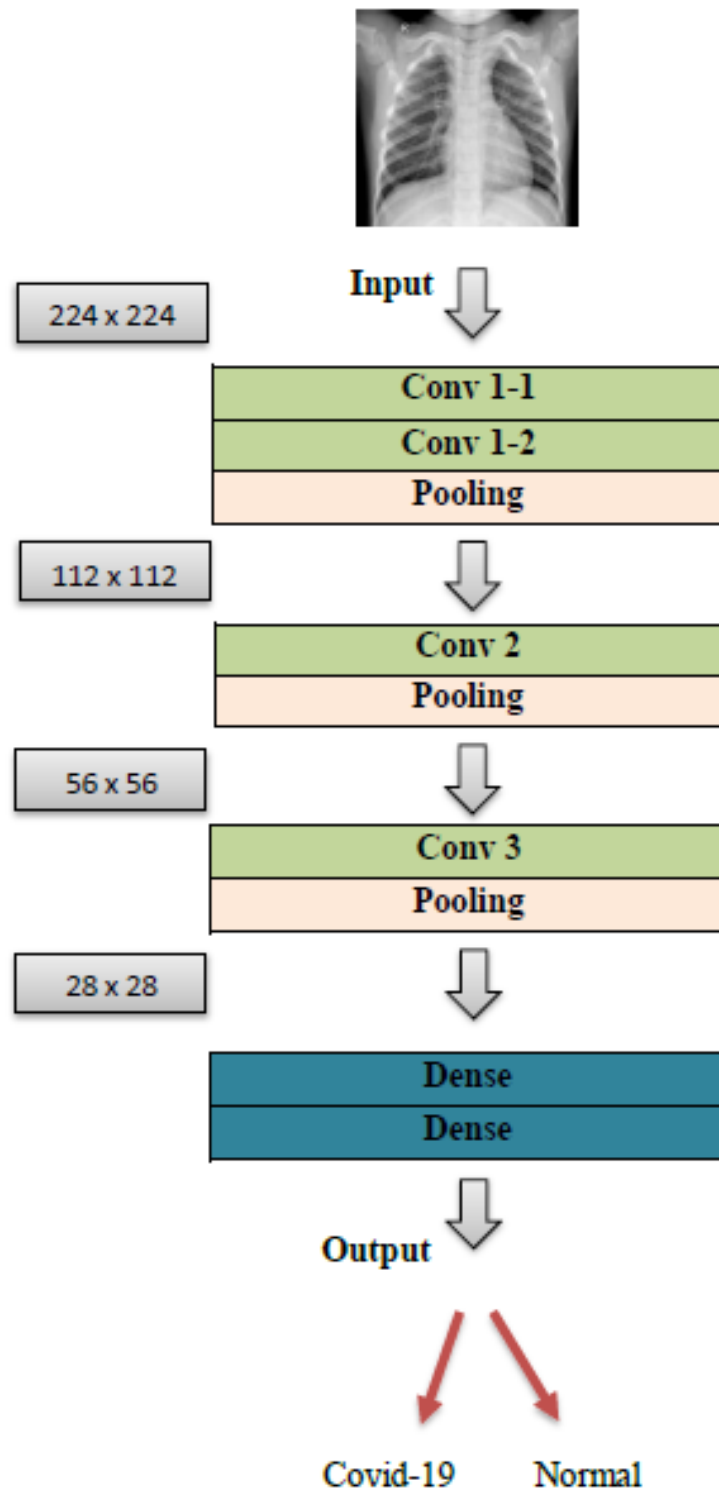 Input
224 x 224
Conv 1-1
Conv 1-2
Pooling
112 x 112
Conv 2
Pooling
56 x 56
Conv 3
Pooling
28 x 28
Dense
Dense
Output
Covid-19 Normal